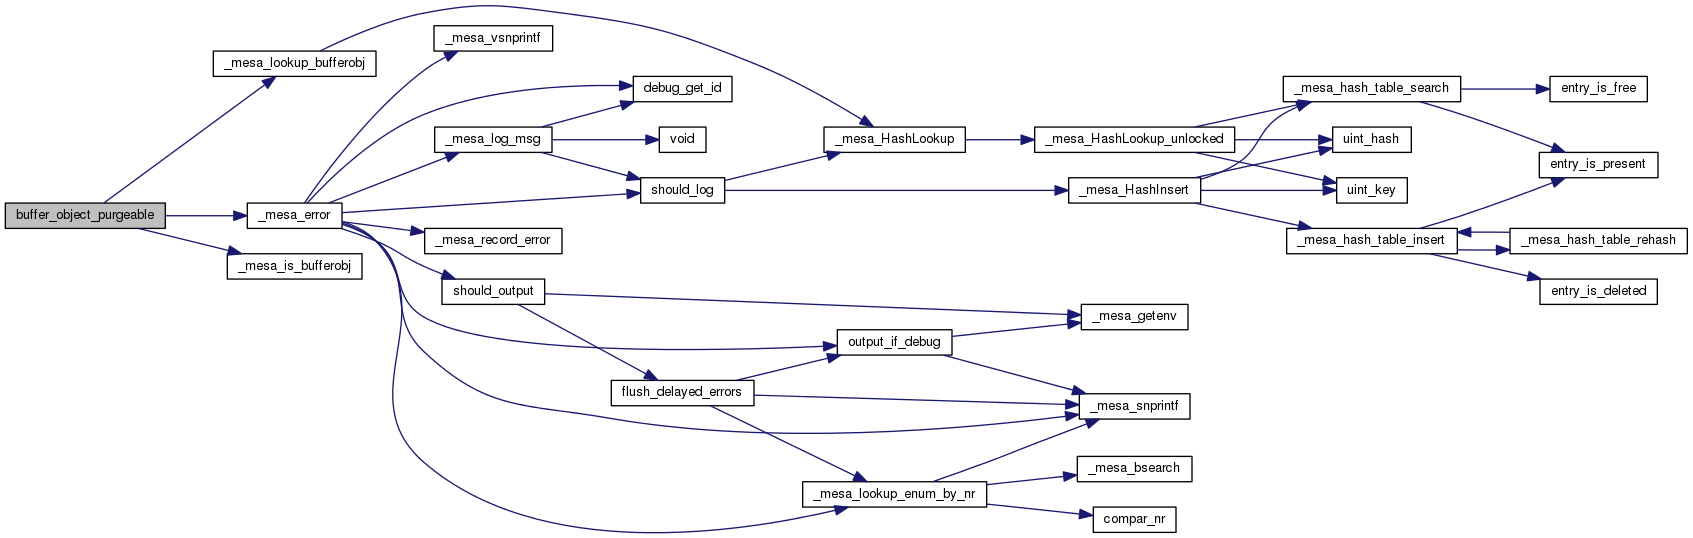 buffer_object_purgeable
_mesa_lookup_bufferobj
_mesa_error
_mesa_is_bufferobj
_mesa_vsnprintf
_mesa_log_msg
_mesa_record_error
should_output
debug_get_id
void
should_log
flush_delayed_errors
_mesa_HashLookup
output_if_debug
_mesa_lookup_enum_by_nr
_mesa_HashLookup_unlocked
_mesa_HashInsert
_mesa_getenv
_mesa_snprintf
_mesa_bsearch
compar_nr
_mesa_hash_table_search
uint_hash
uint_key
_mesa_hash_table_insert
entry_is_free
entry_is_present
_mesa_hash_table_rehash
entry_is_deleted